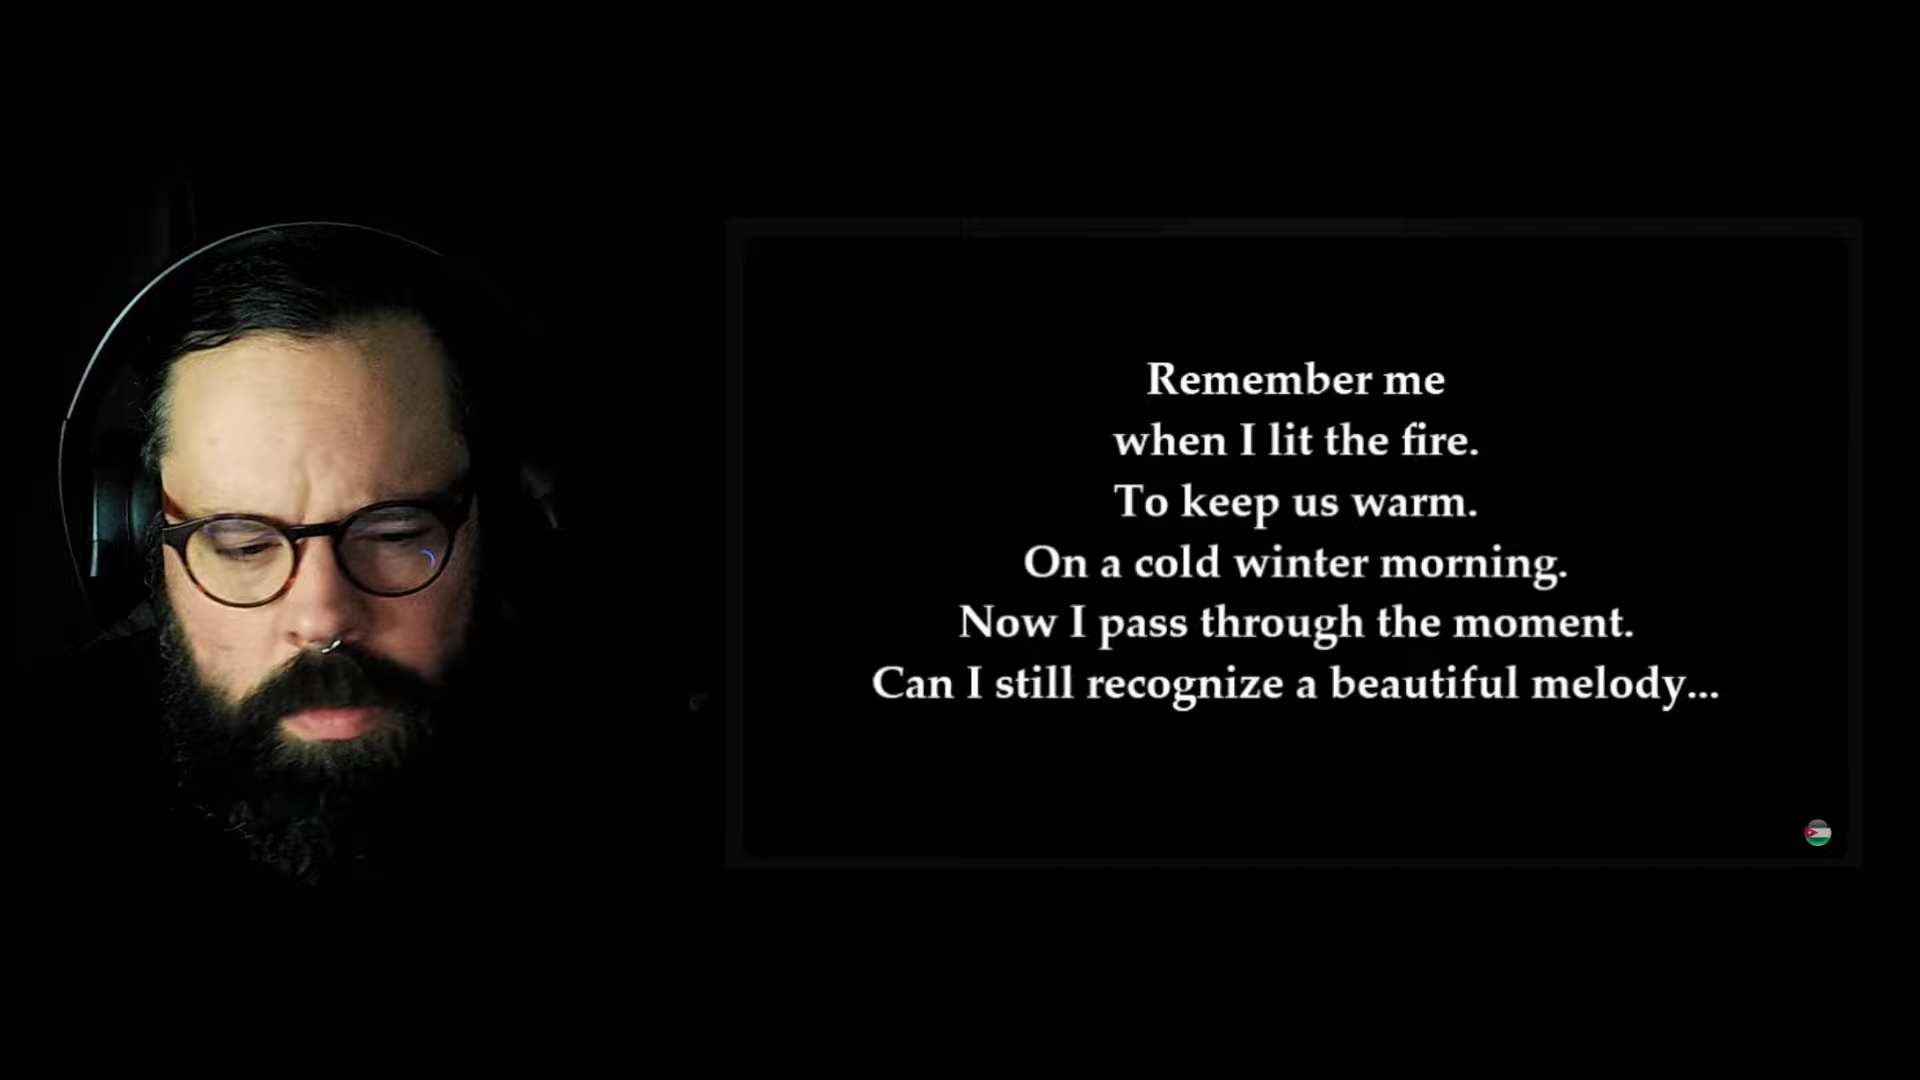 Remember me
when I lit the fire.
To keep us warm.
On a cold winter morning.
Now I pass through the moment.
Can I still recognize a beautiful melody...